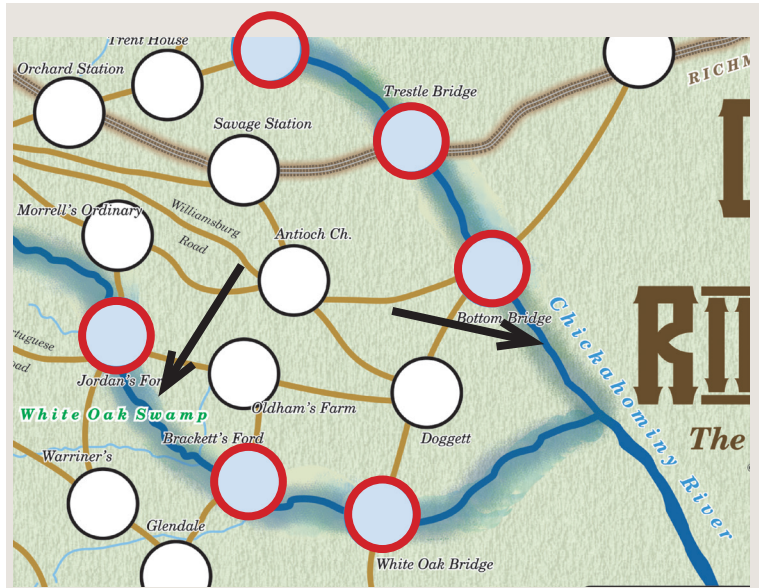 Trent House
Orchard Station
Trestle Bridge
RICHM
Savage Station
Morrell's Ordinary
Williamsburg
Road
Antioch Ch.
Bottom Bridge
Chickahominy River
Jordan's For
White Oak Swamp
Oldham's Farm
Brackett's Ford
Doggett
The
Warriner's
Glendale
White Oak Bridge